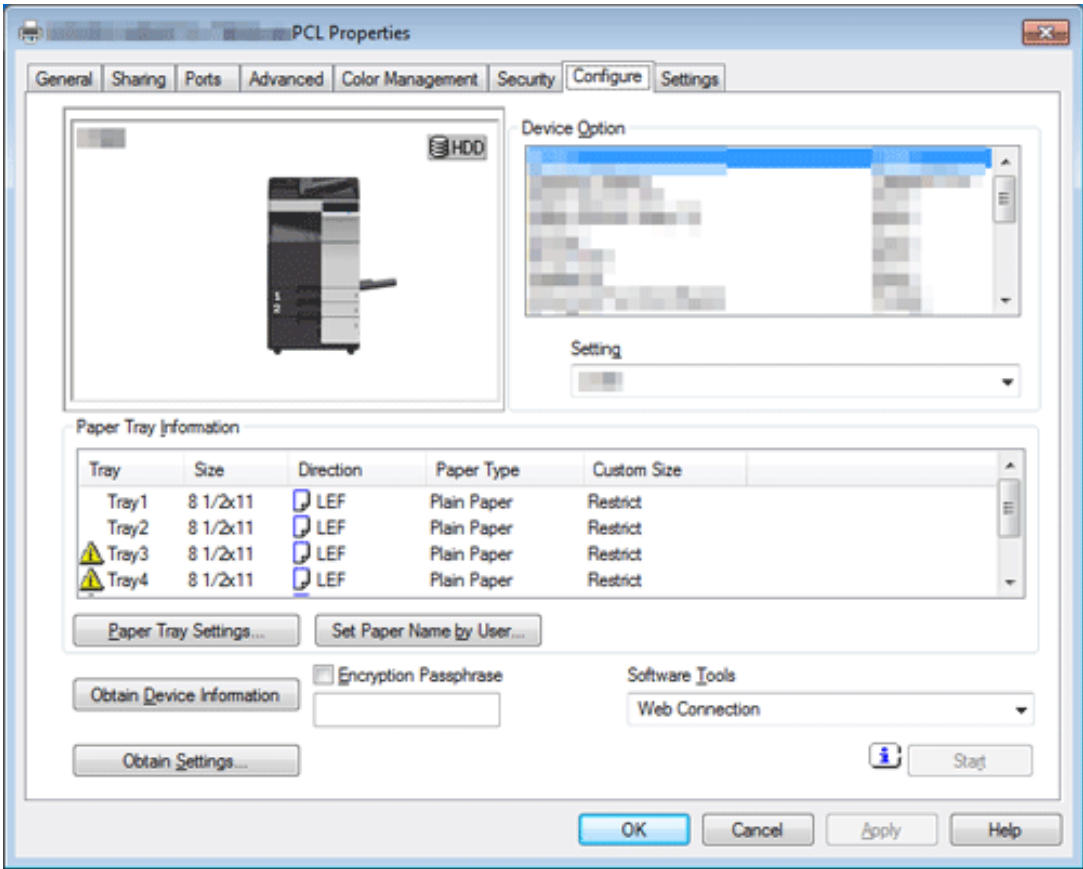 PCL Properties
General Sharing Ports Advanced Color Management Security Configure Settings
HDD
Device Option
Setting
Paper Tray Information
Tray Size Direction Paper Type Custom Size
Tray1 8 1/2x11 LEF Plain Paper Restrict
Tray2 8 1/2x11 LEF Plain Paper Restrict
Tray3 8 1/2x11 LEF Plain Paper Restrict
Tray4 8 1/2x11 LEF Plain Paper Restrict
Paper Tray Settings... Set Paper Name by User...
Encryption Passphrase Software Tools
Obtain Device Information Web Connection
Obtain Settings... Start
OK Cancel Apply Help